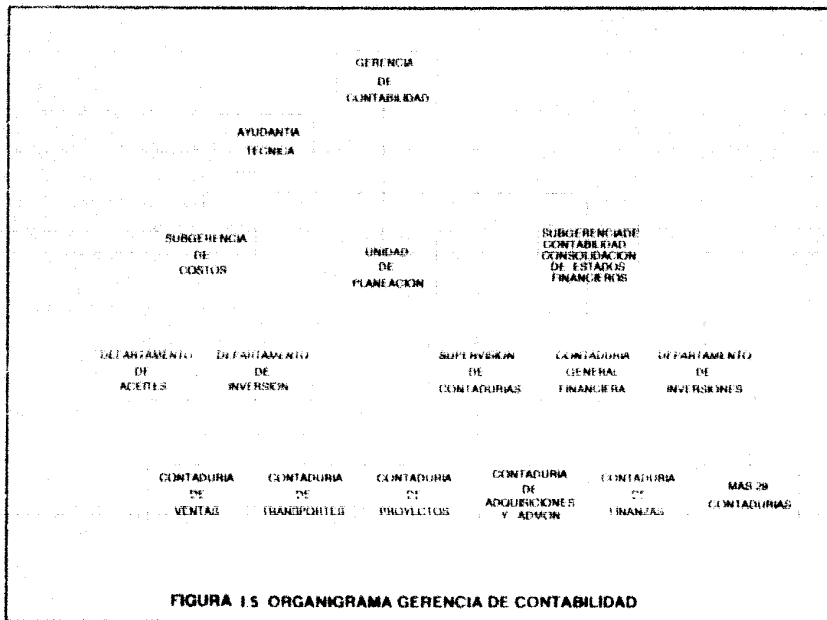 GERENCIA
DE
CONTABILIDAD
AYUDANTIA
TECNICA
SUBGERENCIA
DE
COSTOS
UNIDAD
DE
PLANEACION
SUBGERENCIA DE
CONTABILIDAD
CONSOLIDACION
DE ESTADOS
FINANCIEROS
DEPARTAMENTO
DE
ACEITES
DEPARTAMENTO
DE
INVERSION
SUPERVISION
DE
CONTADURIAS
CONTADURIA
GENERAL
FINANCIERA
DEPARTAMENTO
DE
INVERSIONES
CONTADURIA
DE
VENTAS
CONTADURIA
DE
TRANSPORTES
CONTADURIA
DE
PROYECTOS
CONTADURIA
DE
ADQUISICIONES
Y ADMON
CONTADURIA
DE
FINANZAS
MAS 29
CONTADURIAS
FIGURA 1.5 ORGANIGRAMA GERENCIA DE CONTABILIDAD